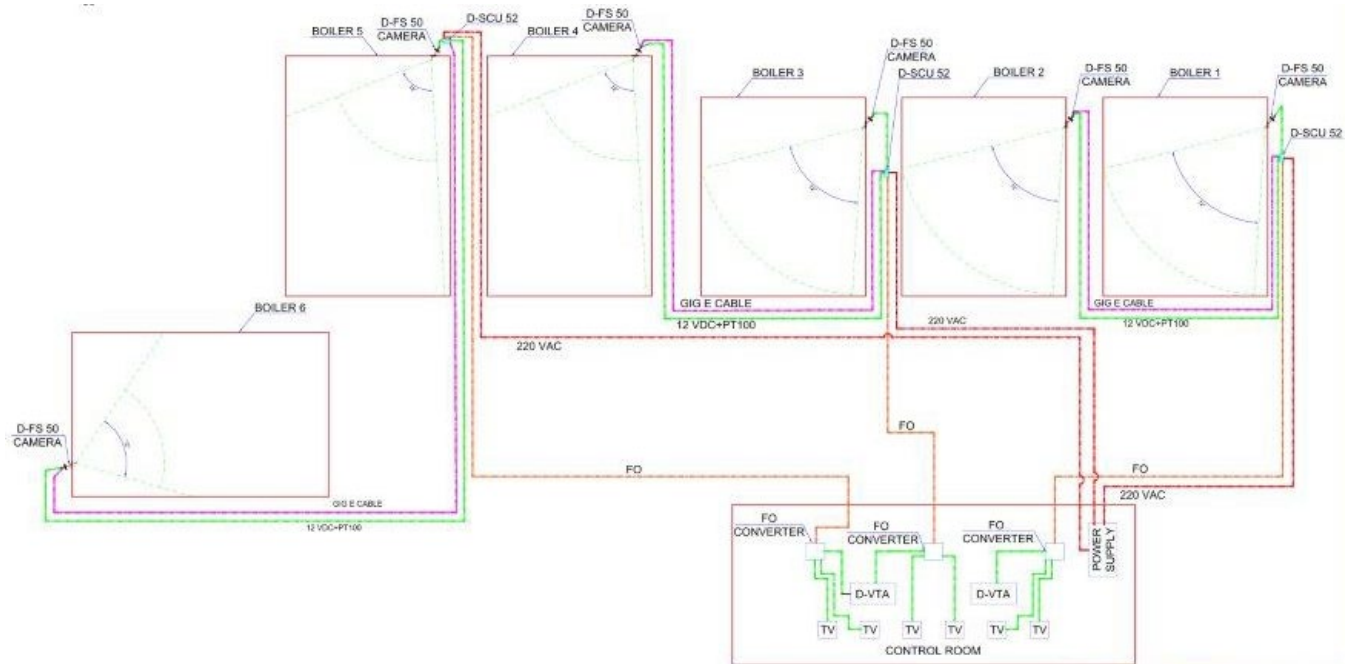 D-FS 50
CAMERA
D-SCU 52
BOILER 5
BOILER 4
D-FS 50
CAMERA
D-FS 50
CAMERA
D-SCU 52
BOILER 3
BOILER 2
D-FS 50
CAMERA
BOILER 1
D-FS 50
CAMERA
D-SCU 52
GIG E CABLE
12 VDC+PT100
GIG E CABLE
12 VDC+PT100
BOILER 6
220 VAC
220 VAC
D-FS 50
CAMERA
FO
FO
FO
GIG E CABLE
12 VDC+PT100
220 VAC
FO
CONVERTER
FO
CONVERTER
FO
CONVERTER
POWER
SUPPLY
D-VTA
D-VTA
TV
TV
TV
TV
TV
TV
CONTROL ROOM